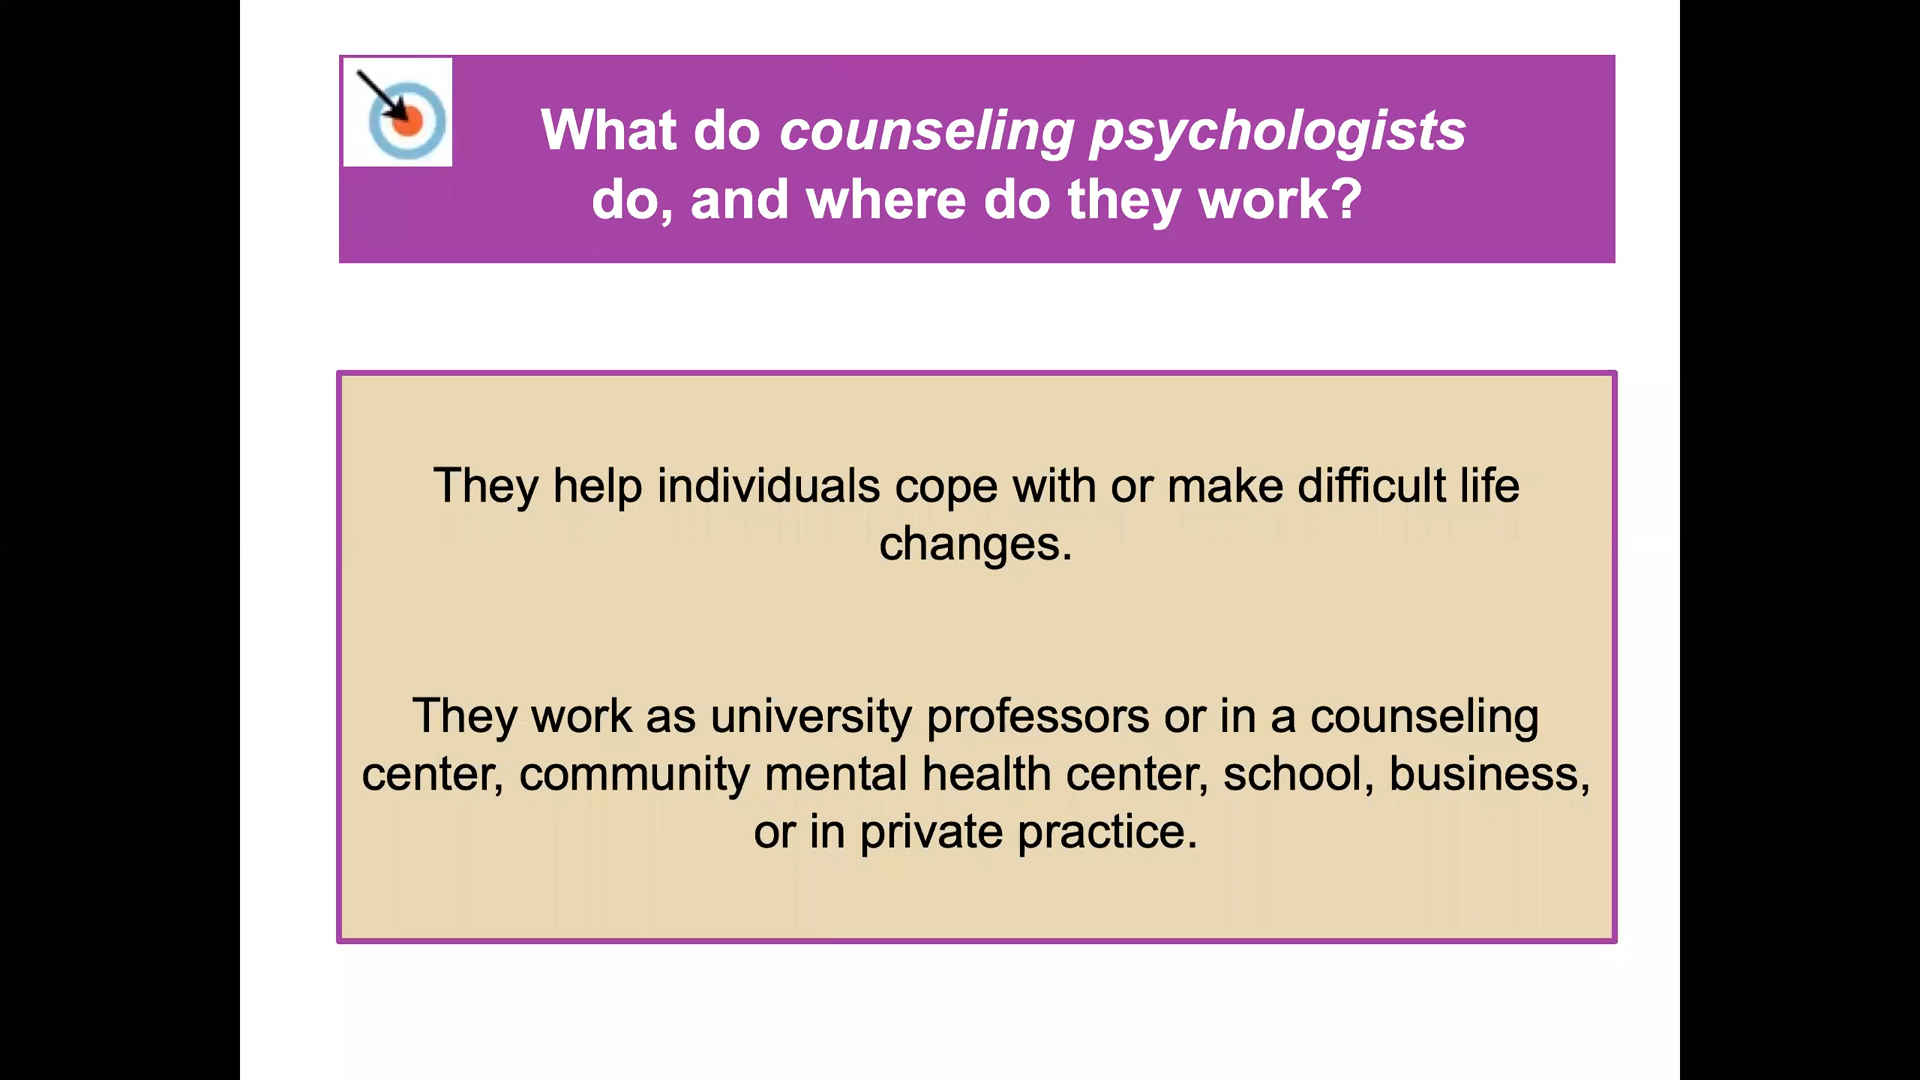 What do counseling psychologists
do, and where do they work?
They help individuals cope with or make difficult life
changes.
They work as university professors or in a counseling
center, community mental health center, school, business,
or in private practice.